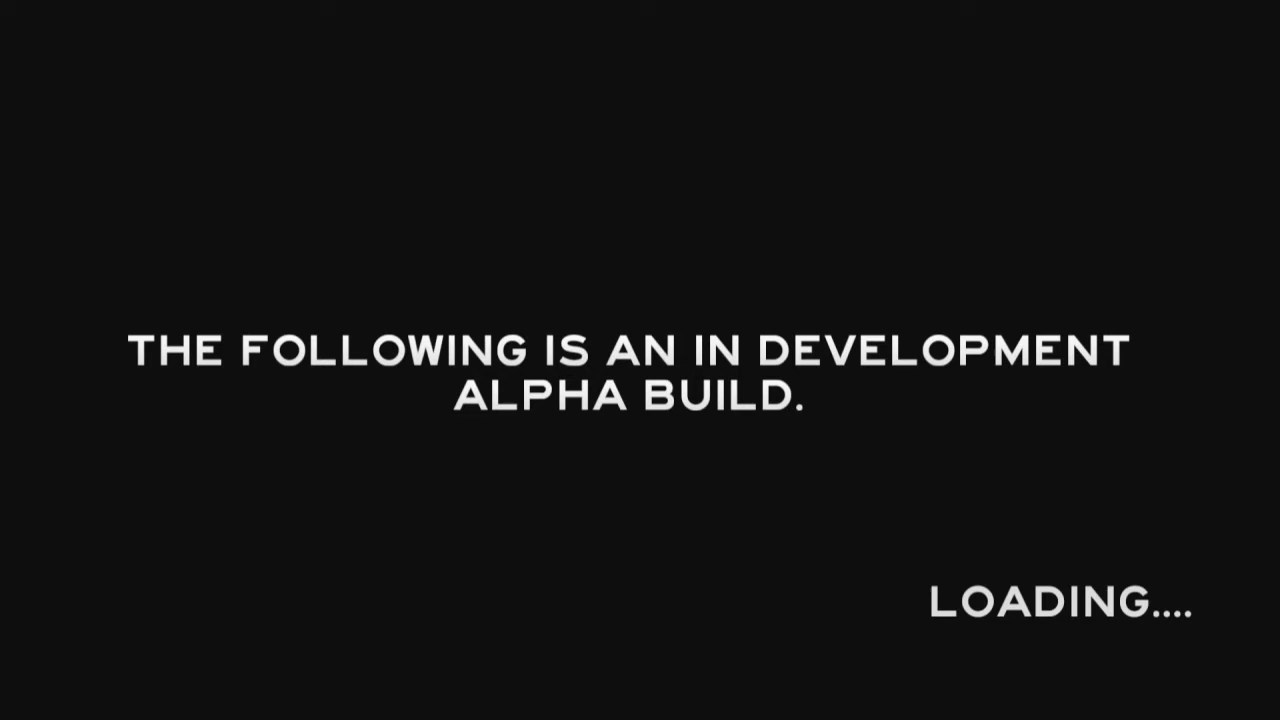 THE FOLLOWING IS AN IN DEVELOPMENT
ALPHA BUILD.
LOADING....